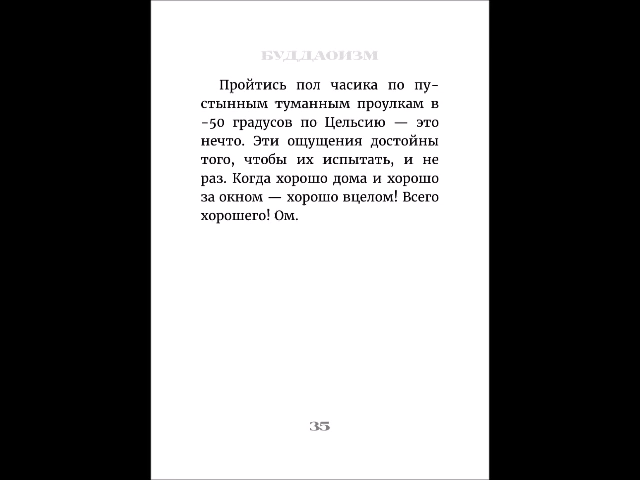 БУДДАОИЗМ
Пройтись пол часика по пу-
стынным туманным проулкам в
-50 градусов по Цельсию — это
нечто. Эти ощущения достойны
того, чтобы их испытать, и не
раз. Когда хорошо дома и хорошо
за окном — хорошо вцелом! Всего
хорошего! Ом.
35